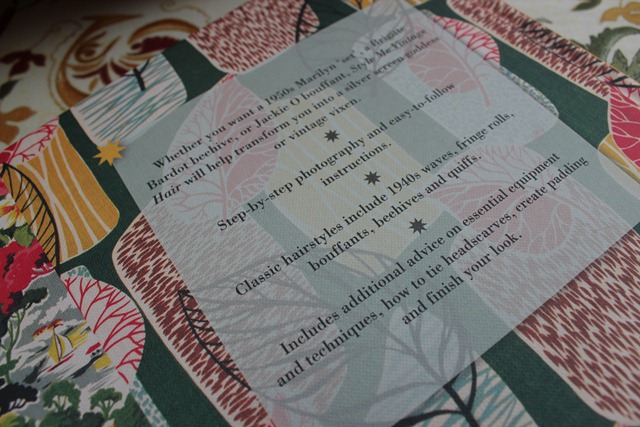 Whether you want a 1950s Marilyn set, a Brigitte
Bardot beehive, or Jackie O bouffant, Style Me Vintage
Hair will help transform you into a silver screen goddess
or vintage vixen.
Step-by-step photography and easy-to-follow
instructions.
Classic hairstyles include 1940s waves, fringe rolls,
bouffants, beehives and quiffs.
Includes additional advice on essential equipment
and techniques, how to tie headscarves, create padding
and finish your look.